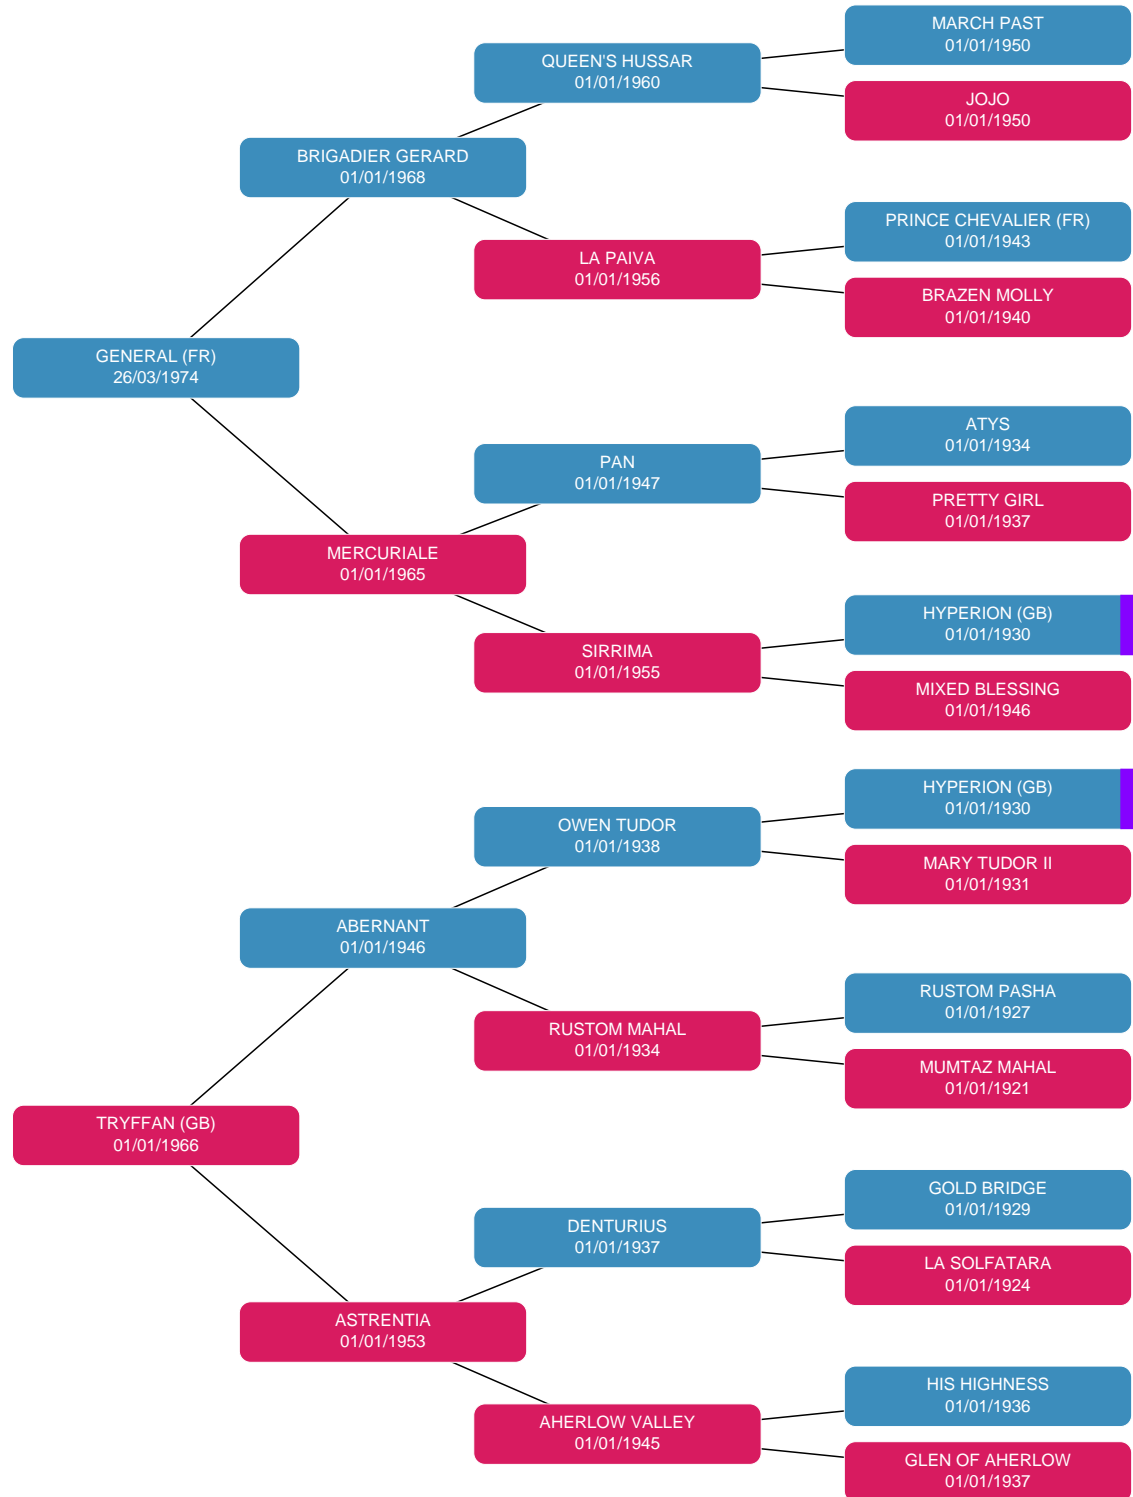 MARCH PAST
01/01/1950
QUEEN'S HUSSAR
01/01/1960
JOJO
01/01/1950
BRIGADIER GERARD
01/01/1968
PRINCE CHEVALIER (FR)
01/01/1943
LA PAIVA
01/01/1956
BRAZEN MOLLY
01/01/1940
GENERAL (FR)
26/03/1974
ATYS
01/01/1934
PAN
01/01/1947
PRETTY GIRL
01/01/1937
MERCURIALE
01/01/1965
HYPERION (GB)
01/01/1930
SIRRIMA
01/01/1955
MIXED BLESSING
01/01/1946
HYPERION (GB)
01/01/1930
OWEN TUDOR
01/01/1938
MARY TUDOR II
01/01/1931
ABERNANT
01/01/1946
RUSTOM PASHA
01/01/1927
RUSTOM MAHAL
01/01/1934
MUMTAZ MAHAL
01/01/1921
TRYFFAN (GB)
01/01/1966
GOLD BRIDGE
01/01/1929
DENTURIUS
01/01/1937
LA SOLFATARA
01/01/1924
ASTRENTIA
01/01/1953
HIS HIGHNESS
01/01/1936
AHERLOW VALLEY
01/01/1945
GLEN OF AHERLOW
01/01/1937